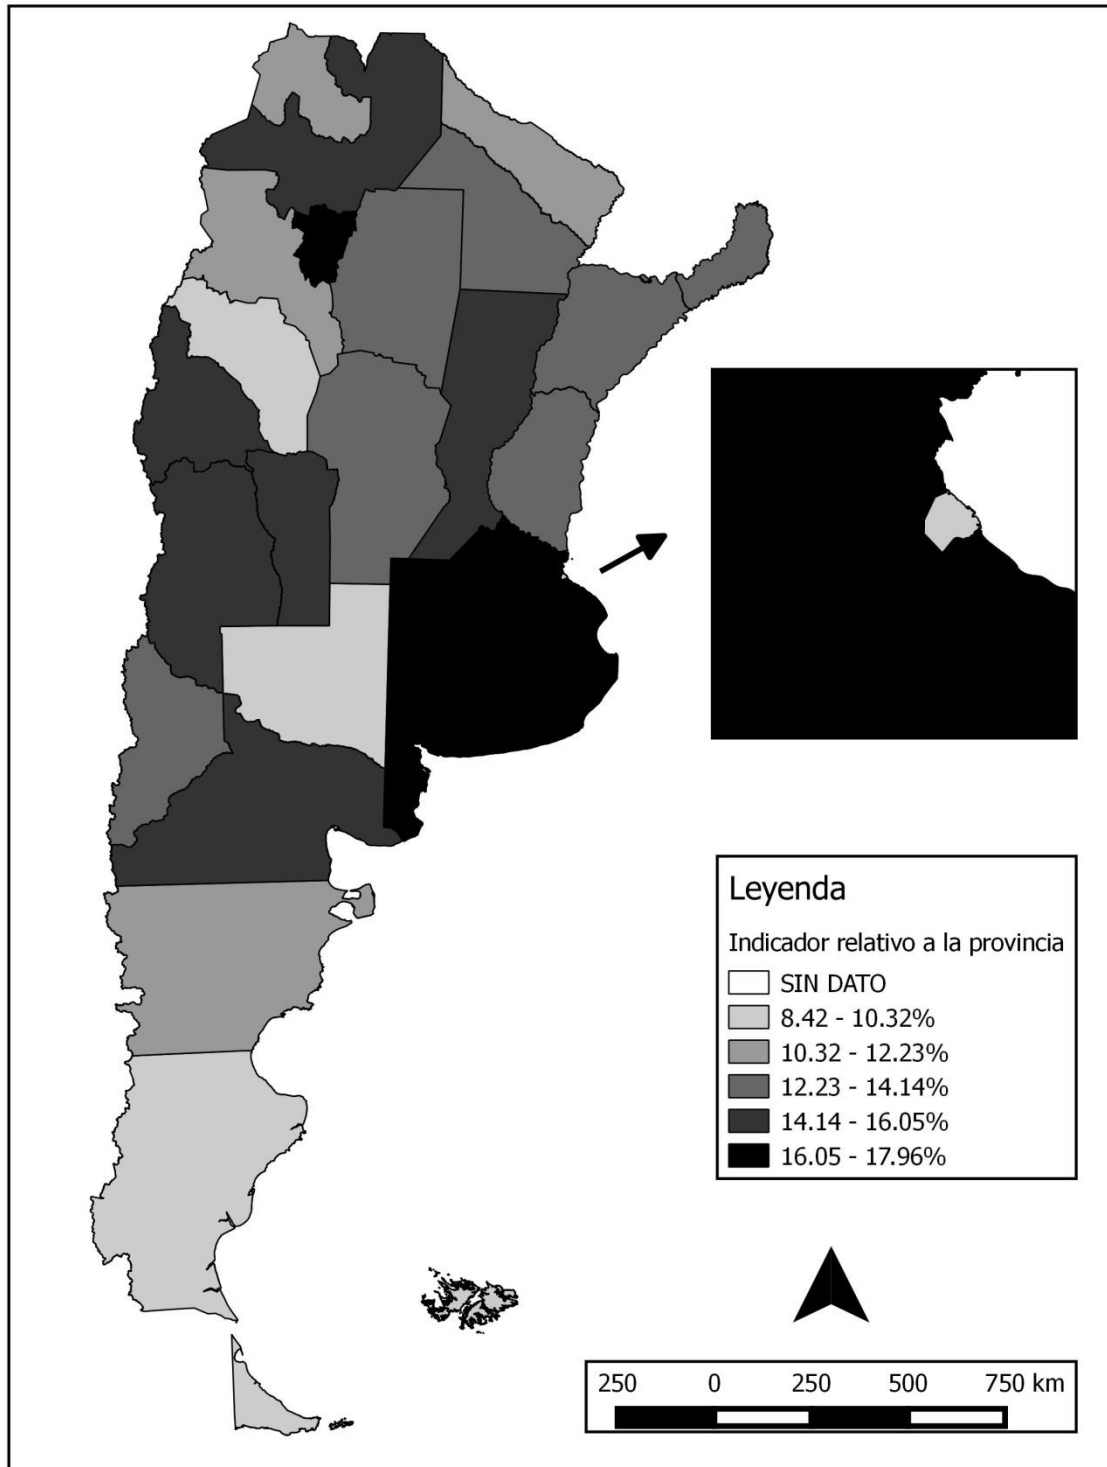 Leyenda
Indicador relativo a la provincia
SIN DATO
8.42 - 10.32%
10.32 - 12.23%
12.23 - 14.14%
14.14 - 16.05%
16.05 - 17.96%
250 0 250 500 750 km